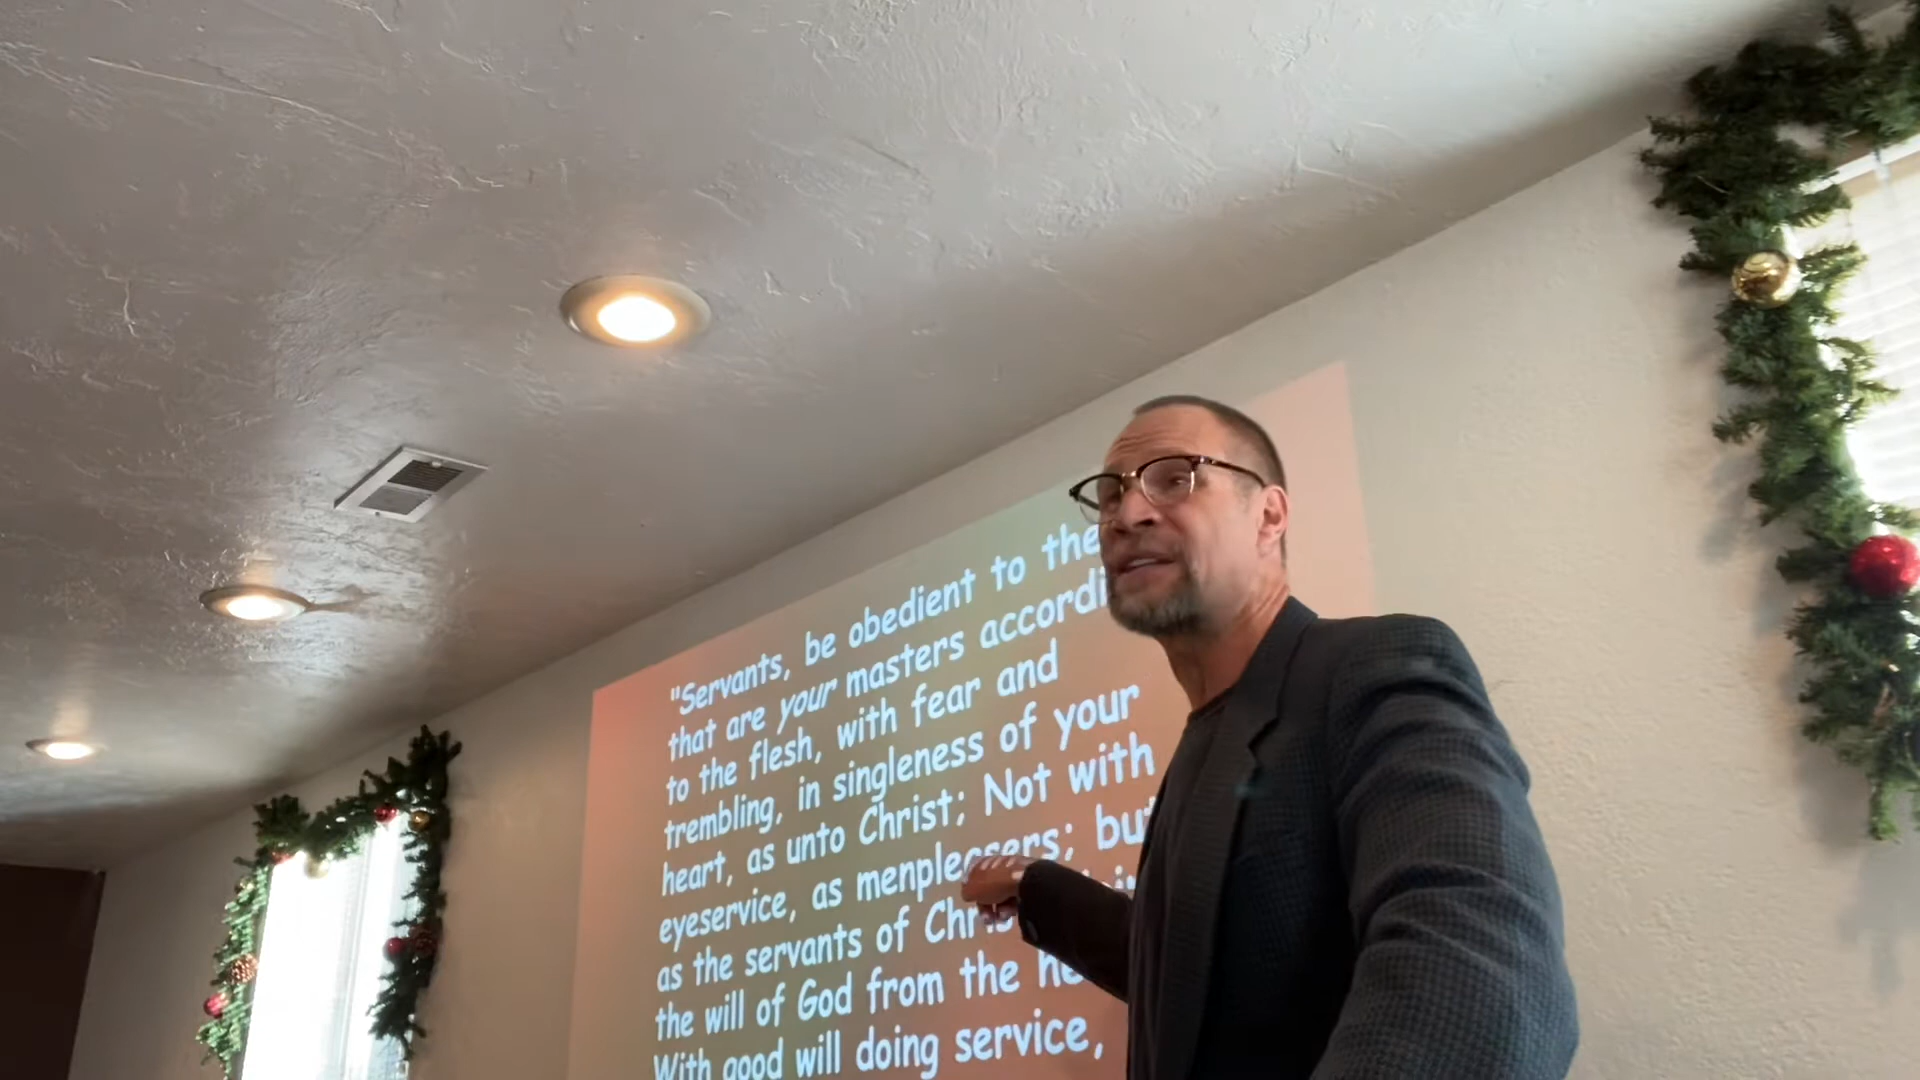 "Servants, be obedient to the
that are your masters accordi
to the flesh, with fear and
trembling, in singleness of your
heart, as unto Christ; Not with
eyeservice, as menpleasers; but
as the servants of Chris
the will of God from the he
With good will doing service,